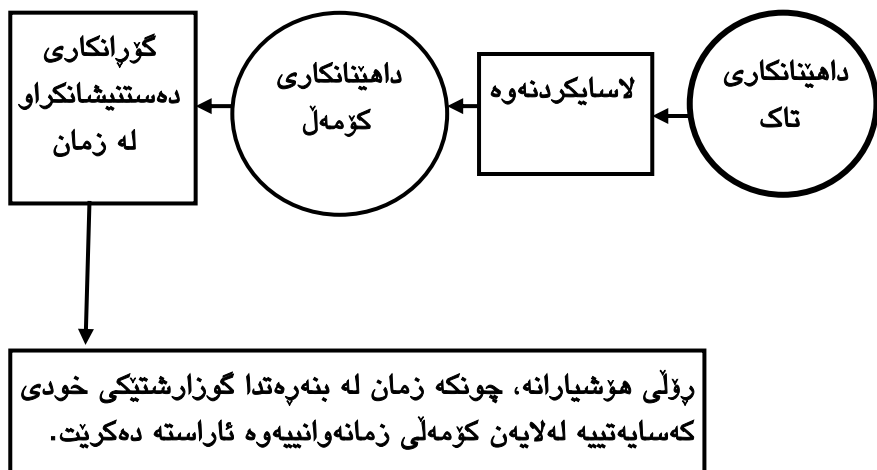 داهێنانکاری
تاک
لاسایکردنەوە
داهێنانکاری
کۆمەڵ
گۆڕانکاری
دەستنیشانکراو
لە زمان
ڕۆڵی هۆشیارانە، چونکە زمان لە بنەڕەتدا گوزارشتێکی خودی
کەسایەتییە لەلایەن کۆمەڵی زمانەوانییەوە ئاراستە دەکرێت.